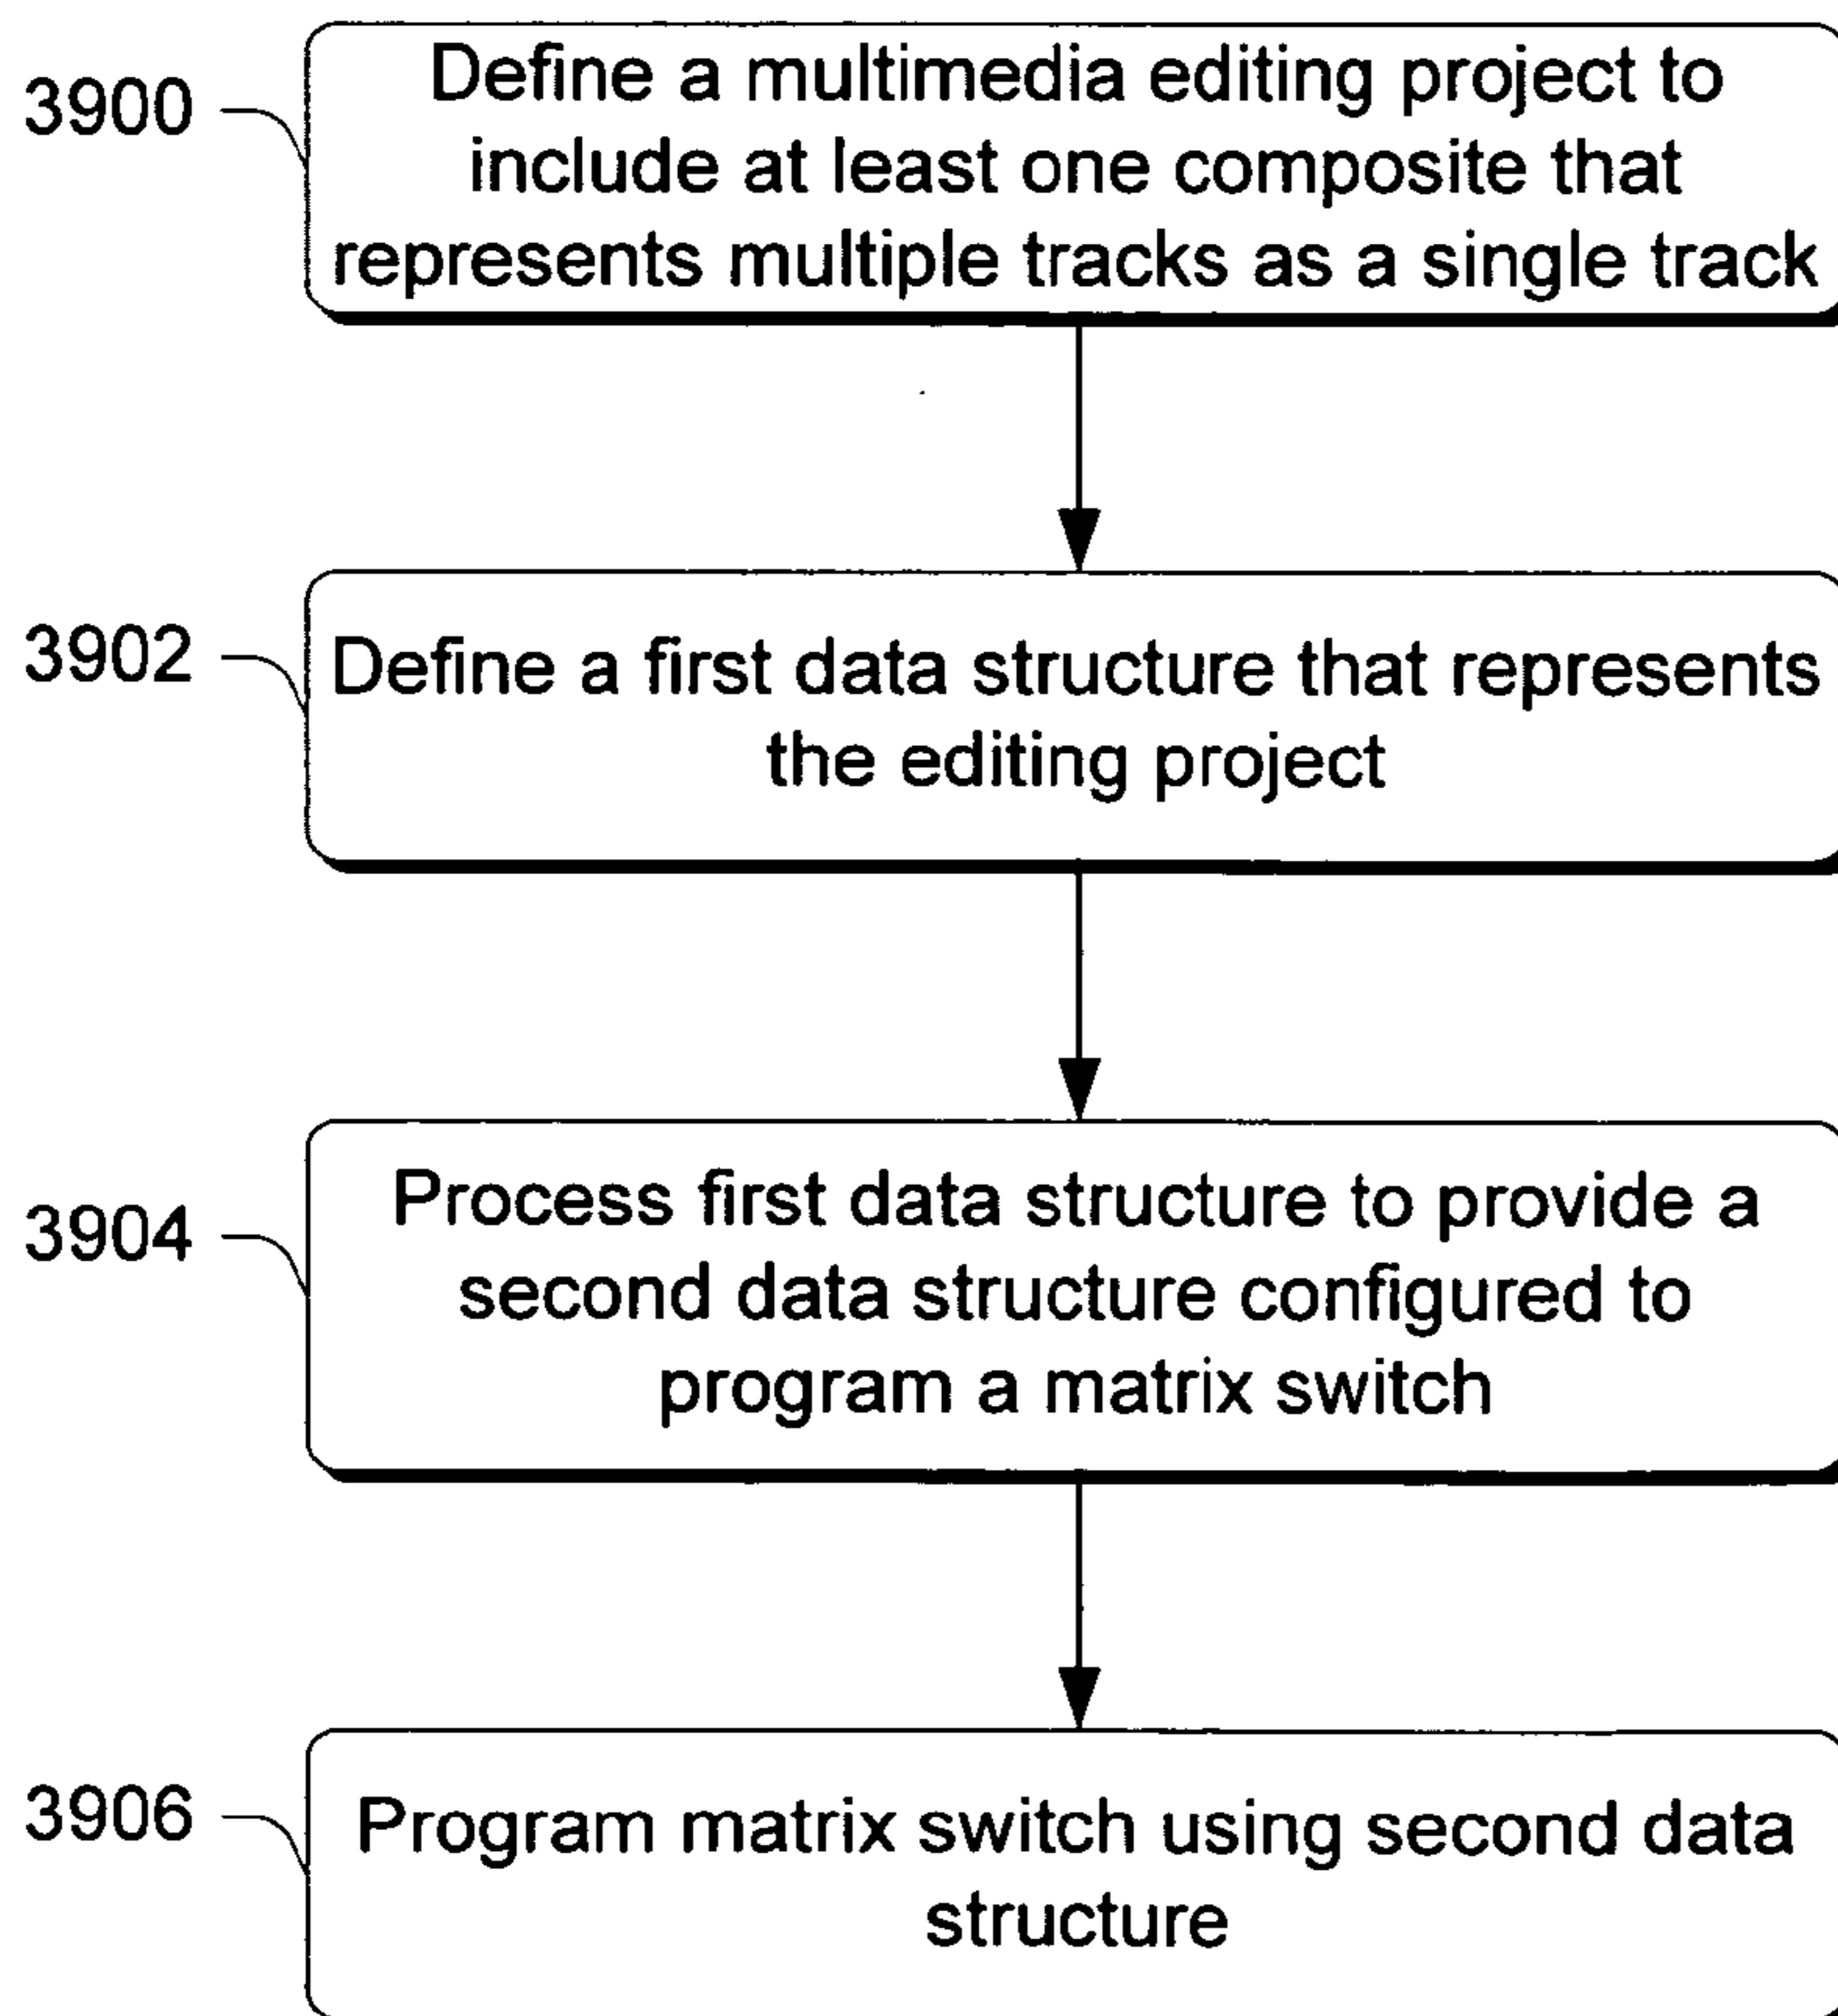 3900
Define a multimedia editing project to
include at least one composite that
represents multiple tracks as a single track
3902
Define a first data structure that represents
the editing project
3904
Process first data structure to provide a
second data structure configured to
program a matrix switch
3906
Program matrix switch using second data
structure